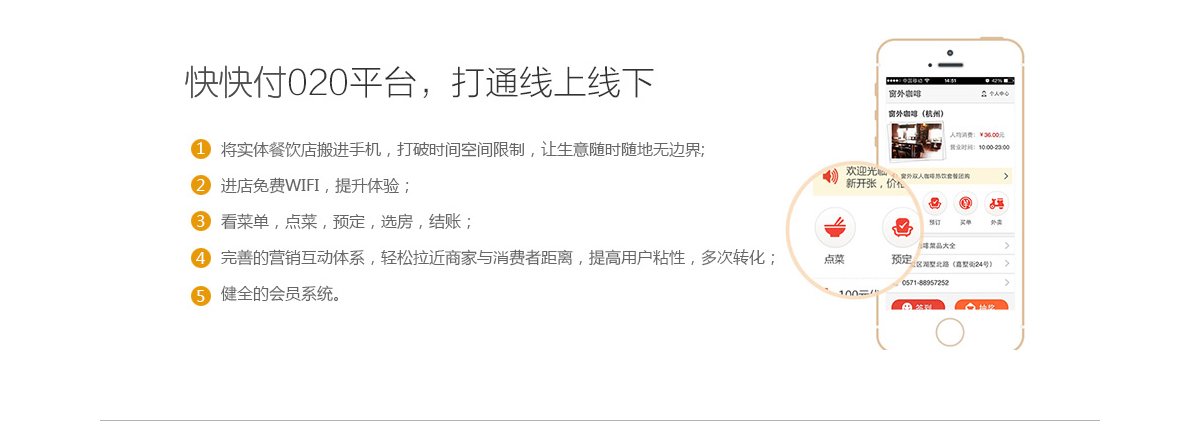 快快付020平台，打通线上线下
1 将实体餐饮店搬进手机，打破时间空间限制，让生意随时随地无边界;
2 进店免费WIFI，提升体验；
3 看菜单，点菜，预定，选房，结账；
4 完善的营销互动体系，轻松拉近商家与消费者距离，提高用户粘性，多次转化；
5 健全的会员系统。
中国移动 14:51 42%
窗外咖啡 个人中心
窗外咖啡（杭州）
人均消费：￥36.00元
营业时间：10:00-23:00
欢迎光
新开张，价格
窗外双人咖啡热饮套餐团购
点菜 预定
预订 买单 外卖
啡菜品大全
区湖墅北路（嘉墅街24号）
0571-88957252
100元
签到 抽奖